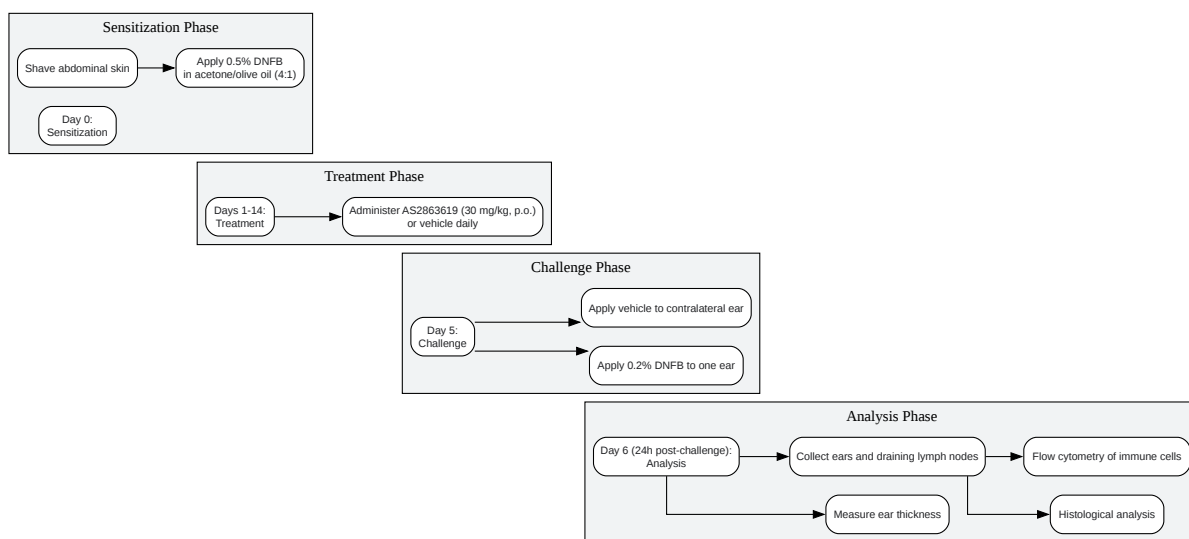 Sensitization Phase
Shave abdominal skin
Apply 0.5% DNFB
in acetone/olive oil (4:1)
Day 0:
Sensitization
Treatment Phase
Days 1-14:
Treatment
Administer AS2863619 (30 mg/kg, p.o.)
or vehicle daily
Challenge Phase
Day 5:
Challenge
Apply vehicle to contralateral ear
Apply 0.2% DNFB to one ear
Analysis Phase
Day 6 (24h post-challenge):
Analysis
Collect ears and draining lymph nodes
Flow cytometry of immune cells
Measure ear thickness
Histological analysis